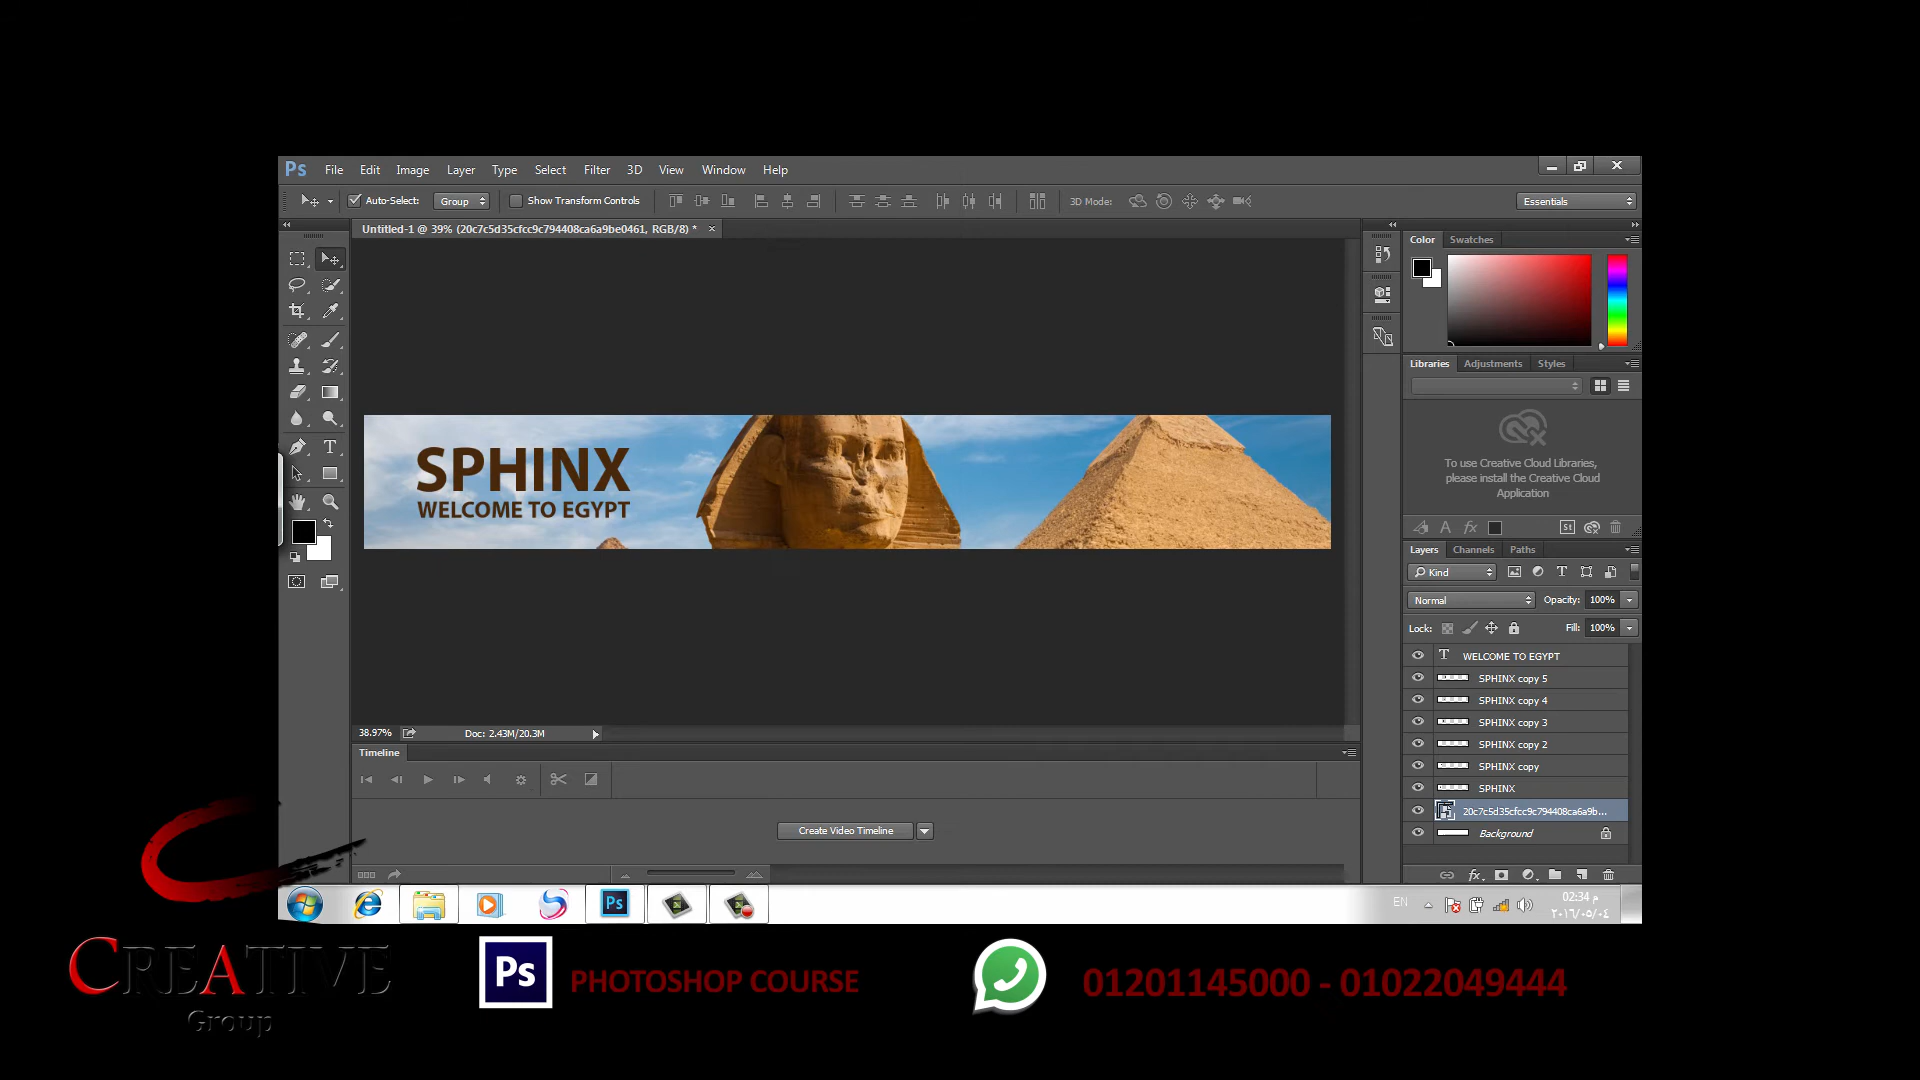 Ps File Edit Image Layer Type Select Filter 3D View Window Help
Auto-Select: Group Show Transform Controls 3D Mode: Essentials
Untitled-1 @ 39% (20c7c5d35cfcc9c794408ca6a9be0461, RGB/8) * ×
Color Swatches
Libraries Adjustments Styles
SPHINX
WELCOME TO EGYPT
To use Creative Cloud Libraries,
please install the Creative Cloud
Application
Layers Channels Paths
Kind
Normal Opacity: 100%
Lock: Fill: 100%
WELCOME TO EGYPT
SPHINX copy 5
SPHINX copy 4
SPHINX copy 3
SPHINX copy 2
SPHINX copy
SPHINX
20c7c5d35cfcc9c794408ca6a9b...
Background
38.97% Doc: 2.43M/20.3M
Timeline
Create Video Timeline
Ps
EN
02:34 م
٢٠١٦/٠٥/٠٤
CREATIVE
Group
Ps PHOTOSHOP COURSE
01201145000 - 01022049444